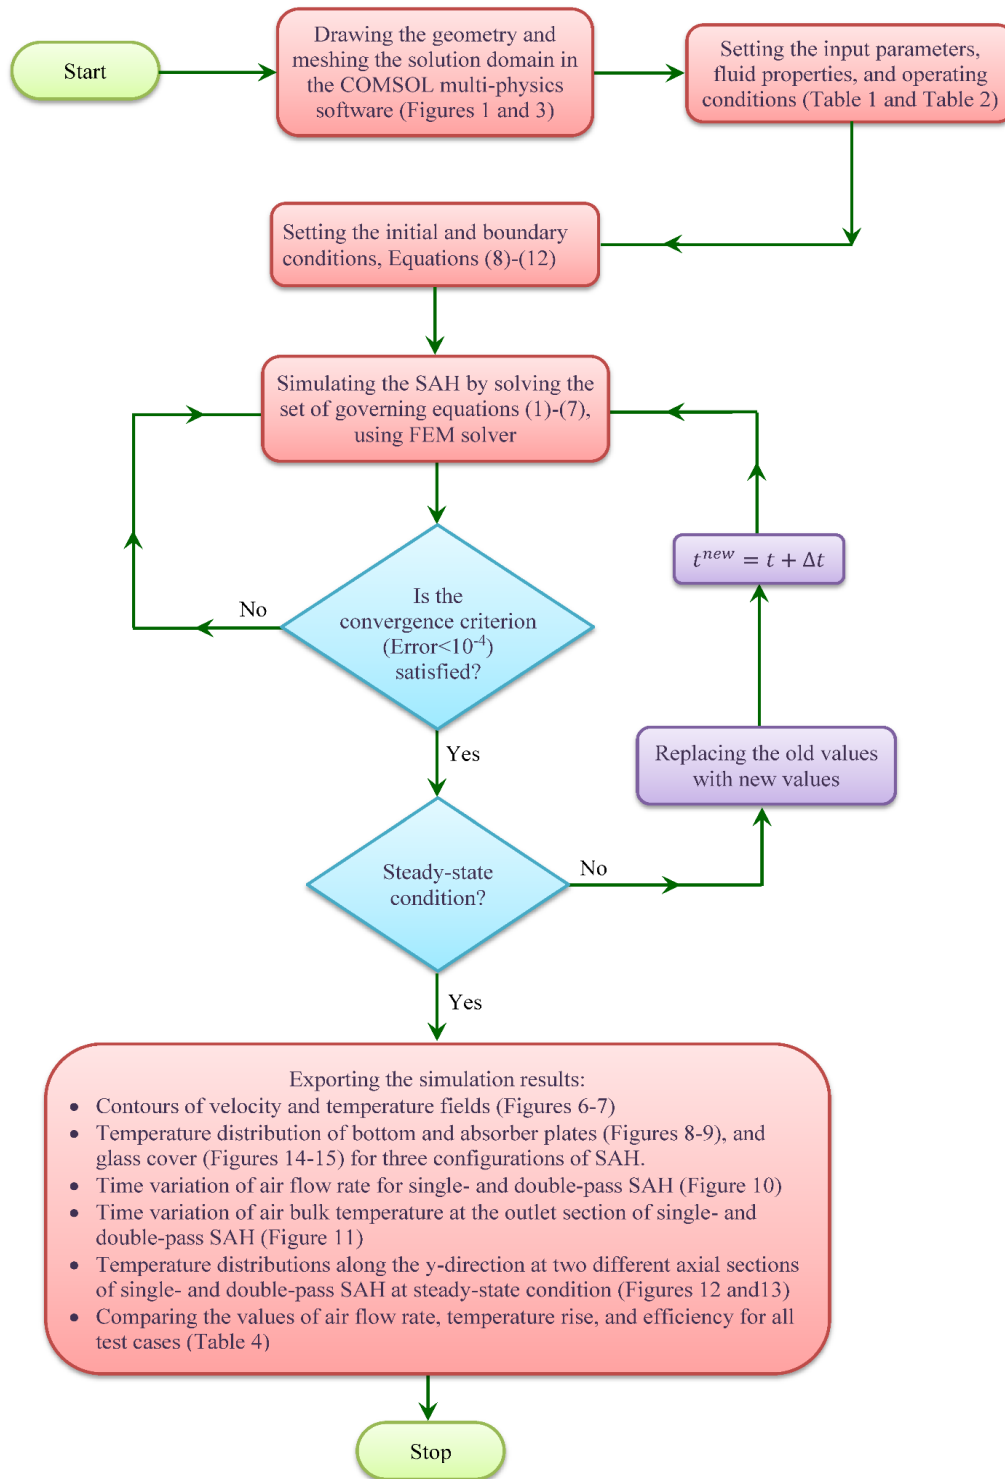 Start
Drawing the geometry and
meshing the solution domain in
the COMSOL multi-physics
software (Figures 1 and 3)
Setting the input parameters,
fluid properties, and operating
conditions (Table 1 and Table 2)
Setting the initial and boundary
conditions, Equations (8)-(12)
Simulating the SAH by solving the
set of governing equations (1)-(7),
using FEM solver
No
Is the
convergence criterion
(Error<10⁻⁴)
satisfied?
tⁿᵉʷ = t + Δt
Replacing the old values
with new values
Yes
Steady-state
condition?
No
Yes
Exporting the simulation results:
• Contours of velocity and temperature fields (Figures 6-7)
• Temperature distribution of bottom and absorber plates (Figures 8-9), and
glass cover (Figures 14-15) for three configurations of SAH.
• Time variation of air flow rate for single- and double-pass SAH (Figure 10)
• Time variation of air bulk temperature at the outlet section of single- and
double-pass SAH (Figure 11)
• Temperature distributions along the y-direction at two different axial sections
of single- and double-pass SAH at steady-state condition (Figures 12 and13)
• Comparing the values of air flow rate, temperature rise, and efficiency for all
test cases (Table 4)
Stop